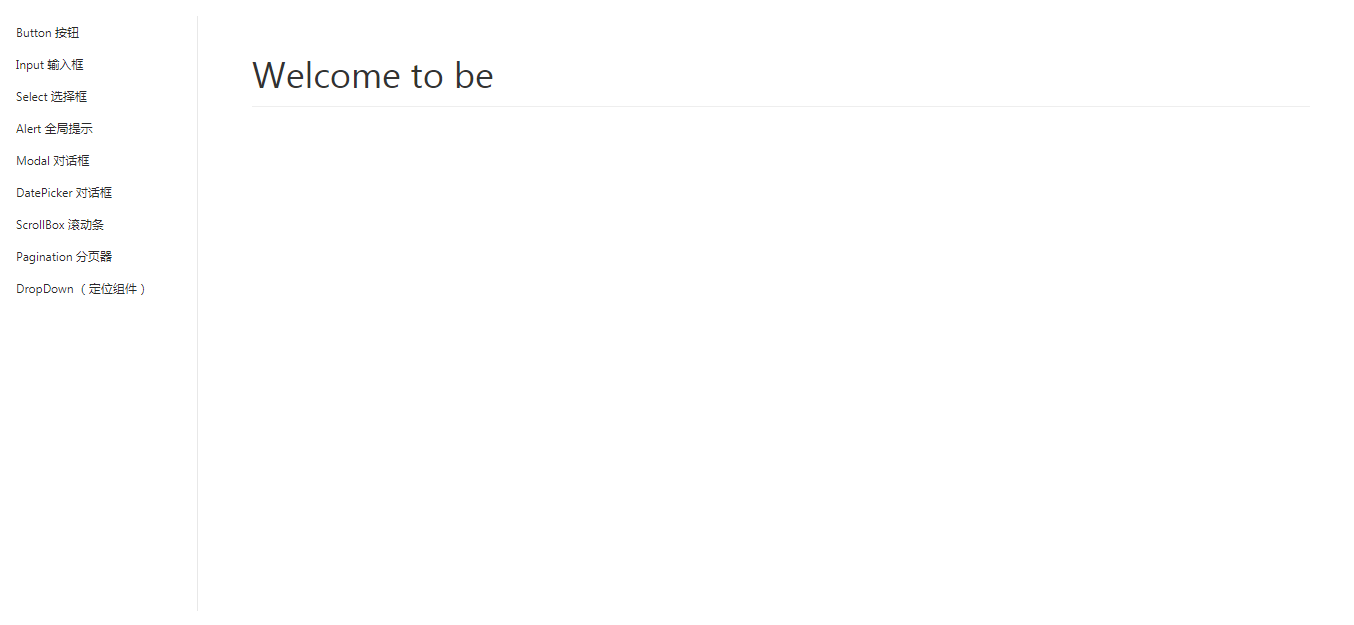 Button 按钮
Input 输入框
Select 选择框
Alert 全局提示
Modal 对话框
DatePicker 对话框
ScrollBox 滚动条
Pagination 分页器
DropDown （定位组件）
Welcome to be